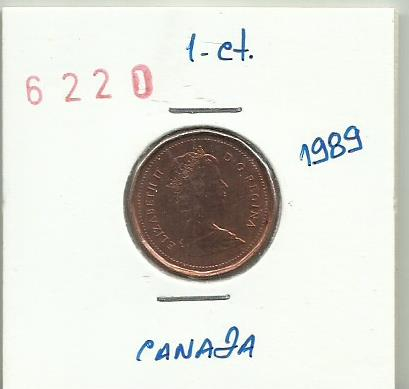 1-ct.
6220
1989
ELIZABETH II D·G·REGINA
CANADA